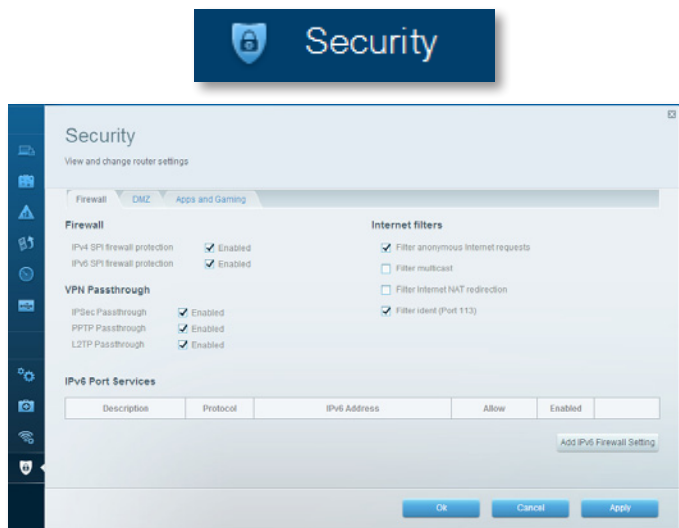 Security
Security
View and change router settings
Firewall DMZ Apps and Gaming
Firewall
IPv4 SPI firewall protection Enabled
IPv6 SPI firewall protection Enabled
VPN Passthrough
IPSec Passthrough Enabled
PPTP Passthrough Enabled
L2TP Passthrough Enabled
Internet filters
Filter anonymous Internet requests
Filter multicast
Filter Internet NAT redirection
Filter ident (Port 113)
IPv6 Port Services
Description Protocol IPv6 Address Allow Enabled
Add IPv6 Firewall Setting
Ok Cancel Apply